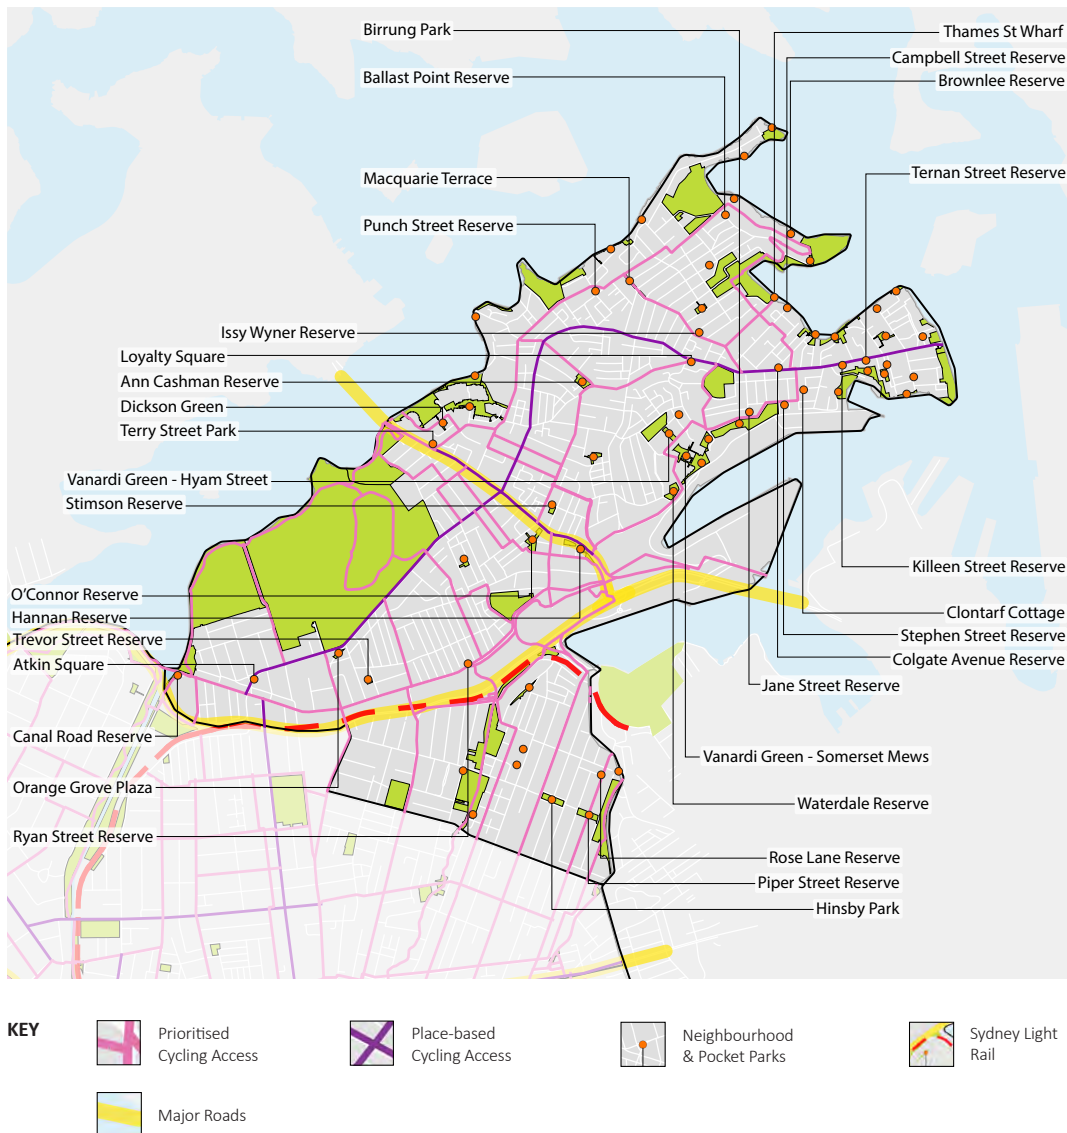 Birrung Park
Thames St Wharf
Campbell Street Reserve
Ballast Point Reserve
Brownlee Reserve
Macquarie Terrace
Ternan Street Reserve
Punch Street Reserve
Issy Wyner Reserve
Loyalty Square
Ann Cashman Reserve
Dickson Green
Terry Street Park
Vanardi Green - Hyam Street
Stimson Reserve
O'Connor Reserve
Killeen Street Reserve
Hannan Reserve
Clontarf Cottage
Trevor Street Reserve
Stephen Street Reserve
Atkin Square
Colgate Avenue Reserve
Jane Street Reserve
Canal Road Reserve
Vanardi Green - Somerset Mews
Orange Grove Plaza
Waterdale Reserve
Ryan Street Reserve
Rose Lane Reserve
Piper Street Reserve
Hinsby Park
KEY
Prioritised
Cycling Access
Place-based
Cycling Access
Neighbourhood
& Pocket Parks
Sydney Light
Rail
Major Roads